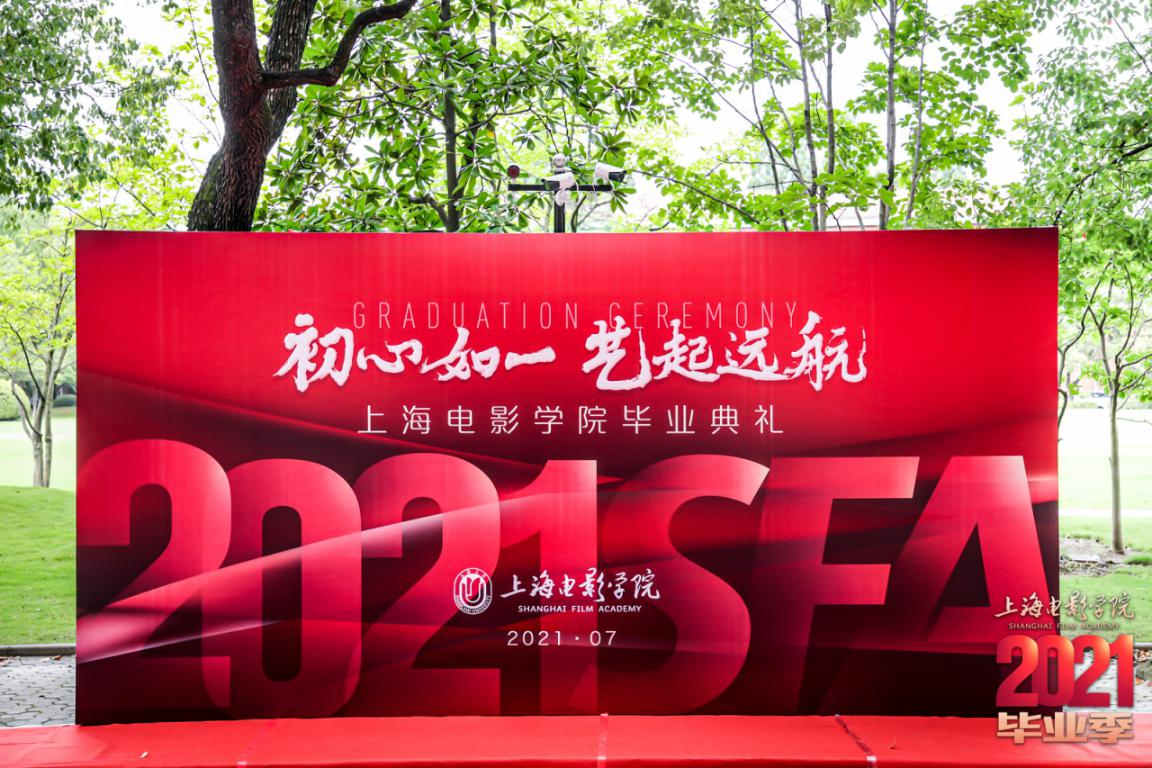 GRADUATION CEREMONY
初心如一 艺起远航
上海电影学院毕业典礼
2021SFA
上海电影学院
SHANGHAI FILM ACADEMY
2021·07
上海电影学院
SHANGHAI FILM ACADEMY
2021
毕业季